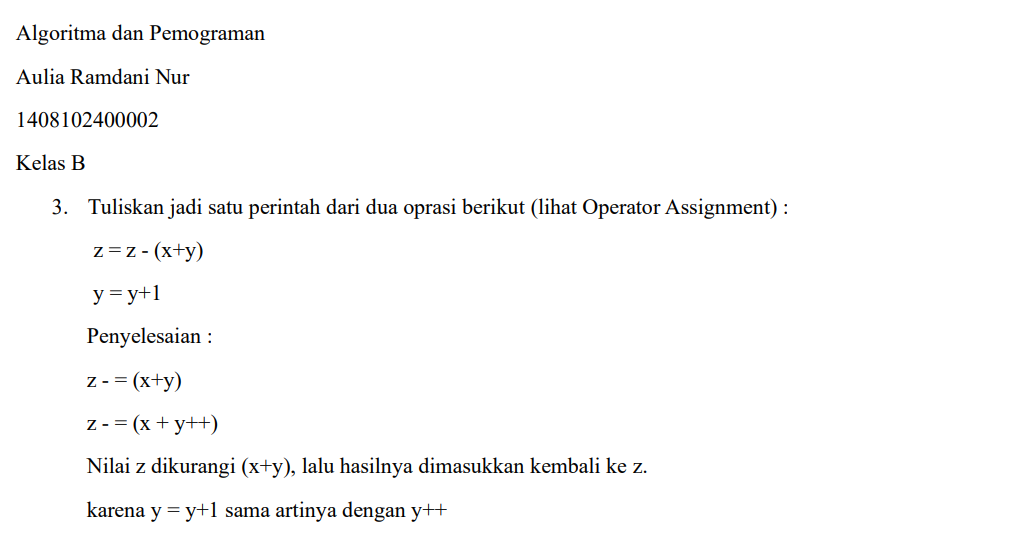 Algoritma dan Pemograman
Aulia Ramdani Nur
1408102400002
Kelas B
3. Tuliskan jadi satu perintah dari dua oprasi berikut (lihat Operator Assignment) :
z = z - (x+y)
y = y+1
Penyelesaian :
z - = (x+y)
z - = (x + y++)
Nilai z dikurangi (x+y), lalu hasilnya dimasukkan kembali ke z.
karena y = y+1 sama artinya dengan y++